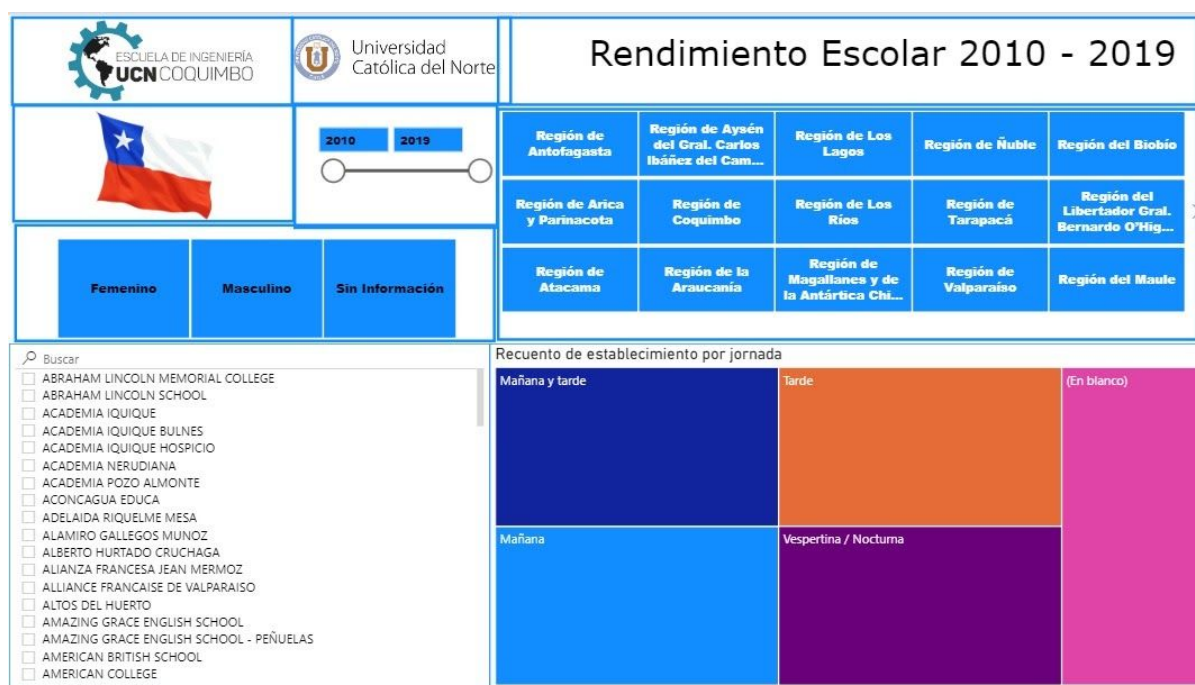 ESCUELA DE INGENIERÍA
UCN COQUIMBO
Universidad
Católica del Norte
Rendimiento Escolar 2010 - 2019
2010
2019
Región de
Antofagasta
Región de Aysén
del Gral. Carlos
Ibáñez del Cam...
Región de Los
Lagos
Región de Ñuble
Región del Biobío
Región de Arica
y Parinacota
Región de
Coquimbo
Región de Los
Ríos
Región de
Tarapacá
Región del
Libertador Gral.
Bernardo O'Hig...
Región de
Atacama
Región de la
Araucanía
Región de
Magallanes y de
la Antártica Chi...
Región de
Valparaíso
Región del Maule
Femenino
Masculino
Sin Información
Buscar
ABRAHAM LINCOLN MEMORIAL COLLEGE
ABRAHAM LINCOLN SCHOOL
ACADEMIA IQUIQUE
ACADEMIA IQUIQUE BULNES
ACADEMIA IQUIQUE HOSPICIO
ACADEMIA NERUDIANA
ACADEMIA POZO ALMONTE
ACONCAGUA EDUCA
ADELAIDA RIQUELME MESA
ALAMIRO GALLEGOS MUNOZ
ALBERTO HURTADO CRUCHAGA
ALIANZA FRANCESA JEAN MERMOZ
ALLIANCE FRANCAISE DE VALPARAISO
ALTOS DEL HUERTO
AMAZING GRACE ENGLISH SCHOOL
AMAZING GRACE ENGLISH SCHOOL - PEÑUELAS
AMERICAN BRITISH SCHOOL
AMERICAN COLLEGE
Recuento de establecimiento por jornada
Mañana y tarde
Tarde
(En blanco)
Mañana
Vespertina / Nocturna